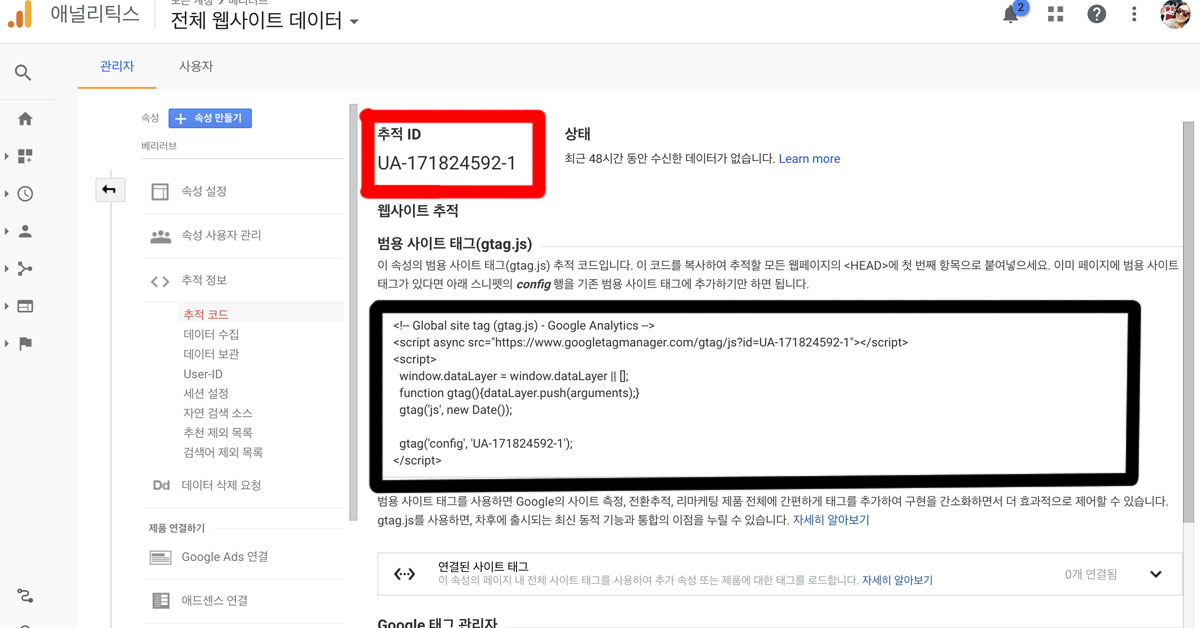 애널리틱스
전체 웹사이트 데이터
2
관리자
사용자
속성
+ 속성 만들기
베리러브
속성 설정
속성 사용자 관리
<> 추적 정보
추적 코드
데이터 수집
데이터 보관
User-ID
세션 설정
자연 검색 소스
추천 제외 목록
검색어 제외 목록
Dd 데이터 삭제 요청
제품 연결하기
Google Ads 연결
애드센스 연결
추적 ID
UA-171824592-1
상태
최근 48시간 동안 수신한 데이터가 없습니다. Learn more
웹사이트 추적
범용 사이트 태그(gtag.js)
이 속성의 범용 사이트 태그(gtag.js) 추적 코드입니다. 이 코드를 복사하여 추적할 모든 웹페이지의 <HEAD>에 첫 번째 항목으로 붙여넣으세요. 이미 페이지에 범용 사이트
태그가 있다면 아래 스니펫의 config 행을 기존 범용 사이트 태그에 추가하기만 하면 됩니다.
<!-- Global site tag (gtag.js) - Google Analytics -->
<script async src="https://www.googletagmanager.com/gtag/js?id=UA-171824592-1"></script>
<script>
window.dataLayer = window.dataLayer || [];
function gtag(){dataLayer.push(arguments);}
gtag('js', new Date());
gtag('config', 'UA-171824592-1');
</script>
범용 사이트 태그를 사용하면 Google의 사이트 측정, 전환추적, 리마케팅 제품 전체에 간편하게 태그를 추가하여 구현을 간소화하면서 더 효과적으로 제어할 수 있습니다.
gtag.js를 사용하면, 차후에 출시되는 최신 동적 기능과 통합의 이점을 누릴 수 있습니다. 자세히 알아보기
연결된 사이트 태그
이 속성의 페이지 내 전체 사이트 태그를 사용하여 추가 속성 또는 제품에 대한 태그를 로드합니다. 자세히 알아보기
0개 연결됨
Google 태그 관리자